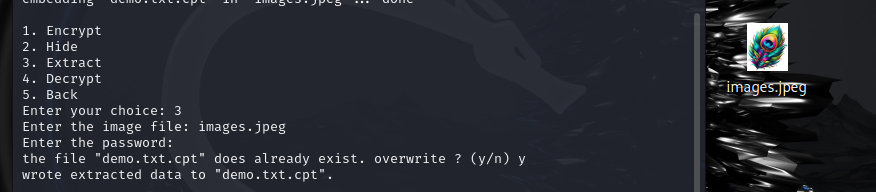 embedding "demo.txt.cpt" in "images.jpeg"... done
1. Encrypt
2. Hide
3. Extract
4. Decrypt
5. Back
Enter your choice: 3
Enter the image file: images.jpeg
Enter the password:
the file "demo.txt.cpt" does already exist. overwrite ? (y/n) y
wrote extracted data to "demo.txt.cpt".
images.jpeg